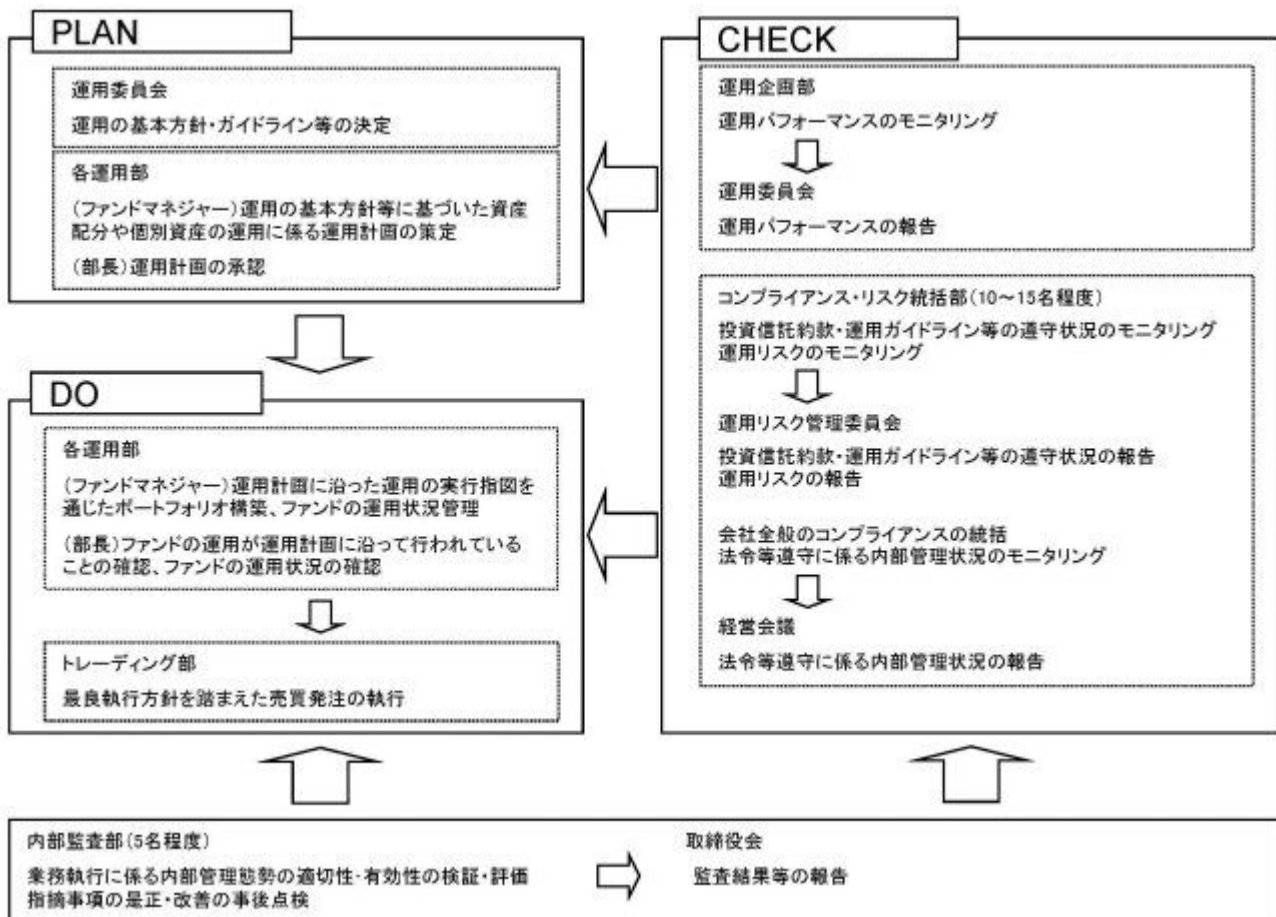 PLAN
運用委員会
運用の基本方針・ガイドライン等の決定
各運用部
(ファンドマネジャー)運用の基本方針等に基づいた資産
配分や個別資産の運用に係る運用計画の策定
(部長)運用計画の承認
DO
各運用部
(ファンドマネジャー)運用計画に沿った運用の実行指図を
通じたポートフォリオ構築、ファンドの運用状況管理
(部長)ファンドの運用が運用計画に沿って行われている
ことの確認、ファンドの運用状況の確認
トレーディング部
最良執行方針を踏まえた売買発注の執行
CHECK
運用企画部
運用パフォーマンスのモニタリング
運用委員会
運用パフォーマンスの報告
コンプライアンス・リスク統括部(10~15名程度)
投資信託約款・運用ガイドライン等の遵守状況のモニタリング
運用リスクのモニタリング
運用リスク管理委員会
投資信託約款・運用ガイドライン等の遵守状況の報告
運用リスクの報告
会社全般のコンプライアンスの統括
法令等遵守に係る内部管理状況のモニタリング
経営会議
法令等遵守に係る内部管理状況の報告
内部監査部(5名程度)
業務執行に係る内部管理態勢の適切性・有効性の検証・評価
指摘事項の是正・改善の事後点検
取締役会
監査結果等の報告